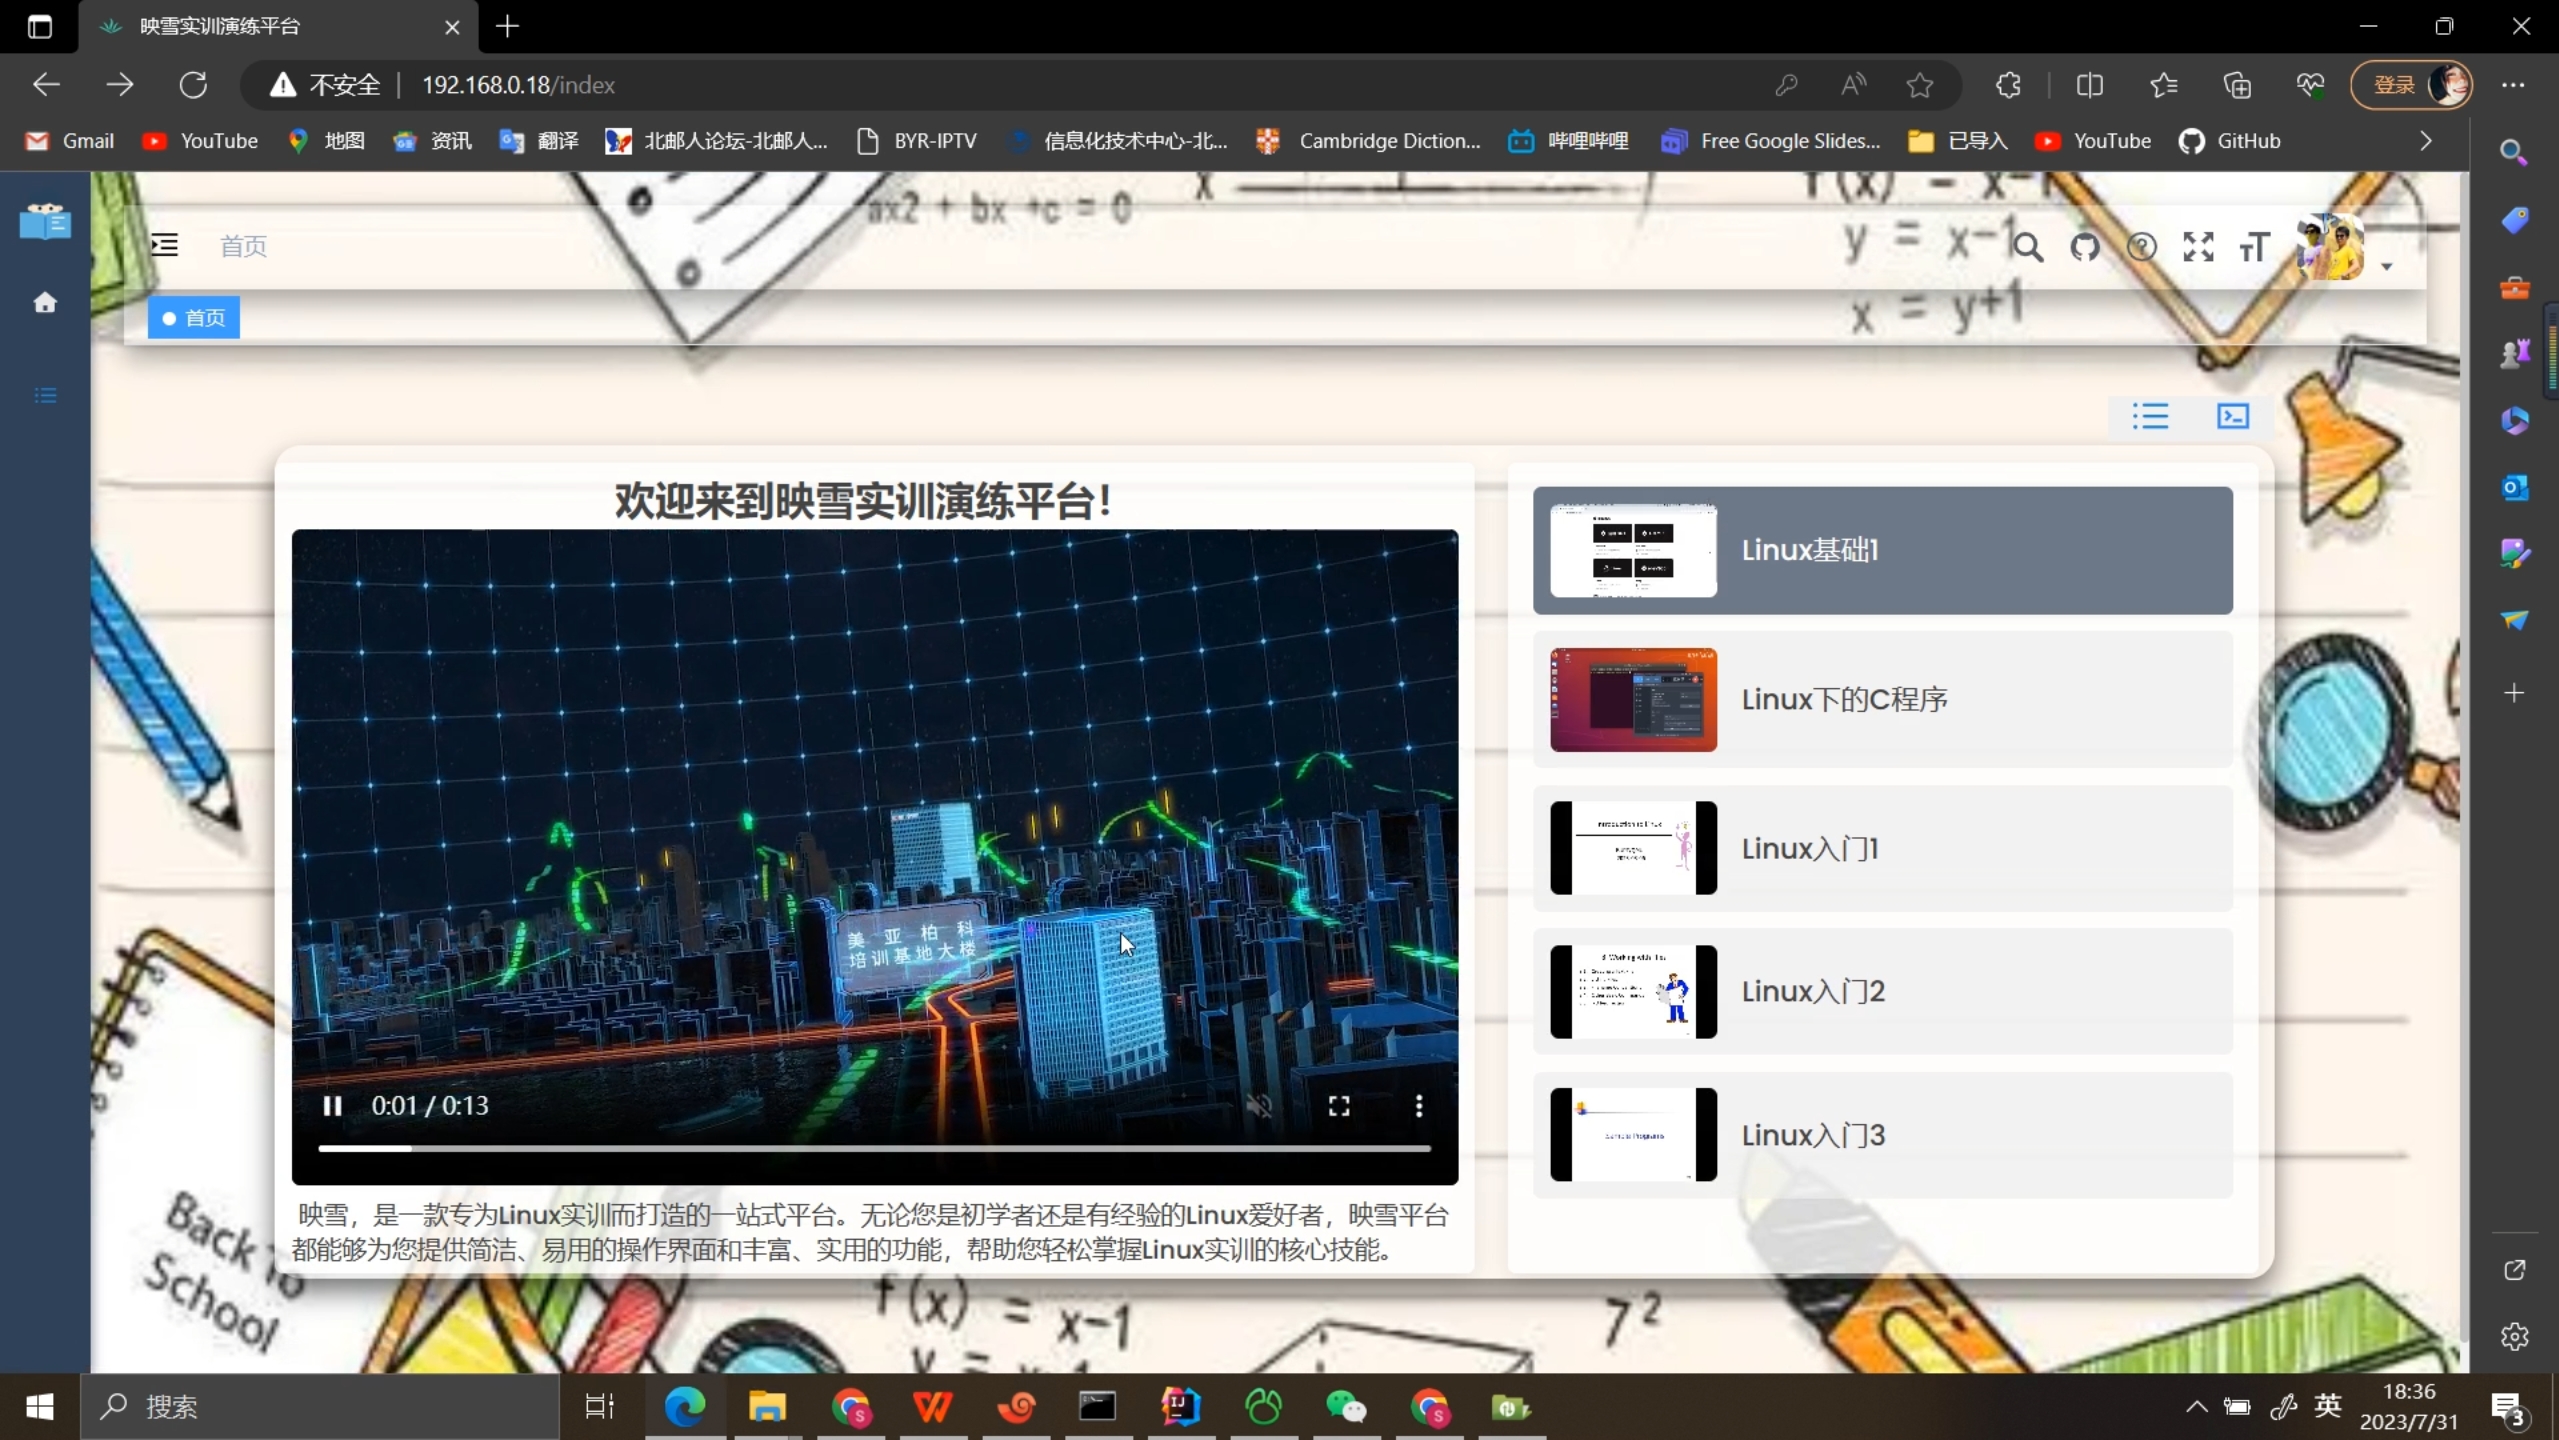 映雪实训演练平台
不安全
192.168.0.18/index
登录
Gmail
YouTube
地图
资讯
翻译
北邮人论坛-北邮人...
BYR-IPTV
信息化技术中心-北...
Cambridge Diction...
哔哩哔哩
Free Google Slides...
已导入
YouTube
GitHub
ax2 + bx +c = 0
f(x) = x-1
y = x-1
x = y+1
首页
首页
欢迎来到映雪实训演练平台!
美亚柏科
培训基地大楼
0:01 / 0:13
映雪，是一款专为Linux实训而打造的一站式平台。无论您是初学者还是有经验的Linux爱好者，映雪平台
都能够为您提供简洁、易用的操作界面和丰富、实用的功能，帮助您轻松掌握Linux实训的核心技能。
Linux基础1
Linux下的C程序
Linux入门1
Linux入门2
Linux入门3
Back To
School
f(x) = x-1
7²
搜索
英
18:36
2023/7/31
3